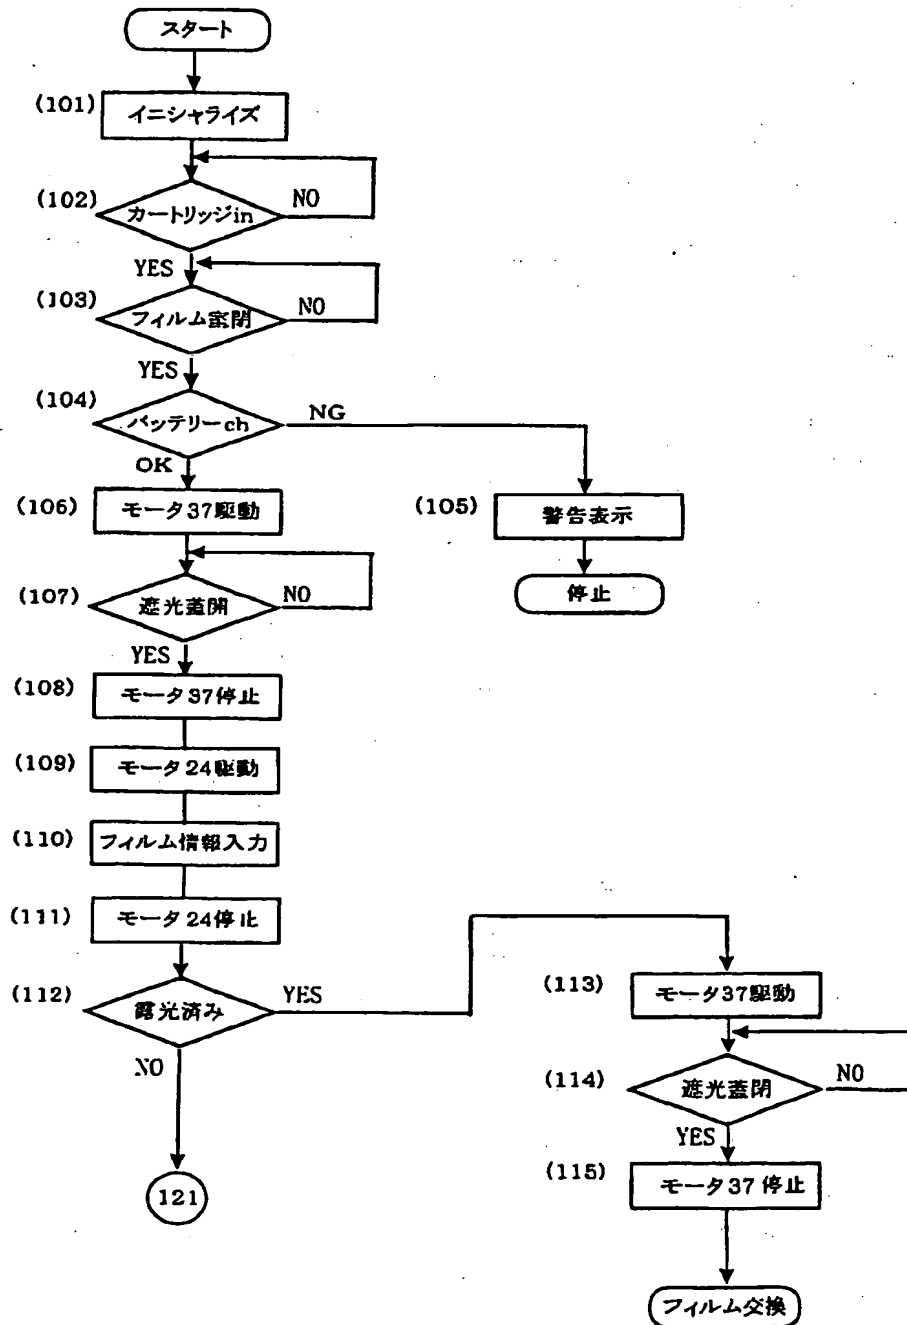 スタート
(101)
イニシャライズ
(102)
カートリッジin
NO
YES
(103)
フィルム室閉
NO
YES
(104)
バッテリーch
NG
OK
(106)
モータ37駆動
(105)
警告表示
(107)
遮光蓋開
NO
停止
YES
(108)
モータ37停止
(109)
モータ24駆動
(110)
フィルム情報入力
(111)
モータ24停止
(112)
露光済み
YES
NO
(113)
モータ37駆動
(114)
遮光蓋閉
NO
YES
(115)
モータ37停止
121
フィルム交換